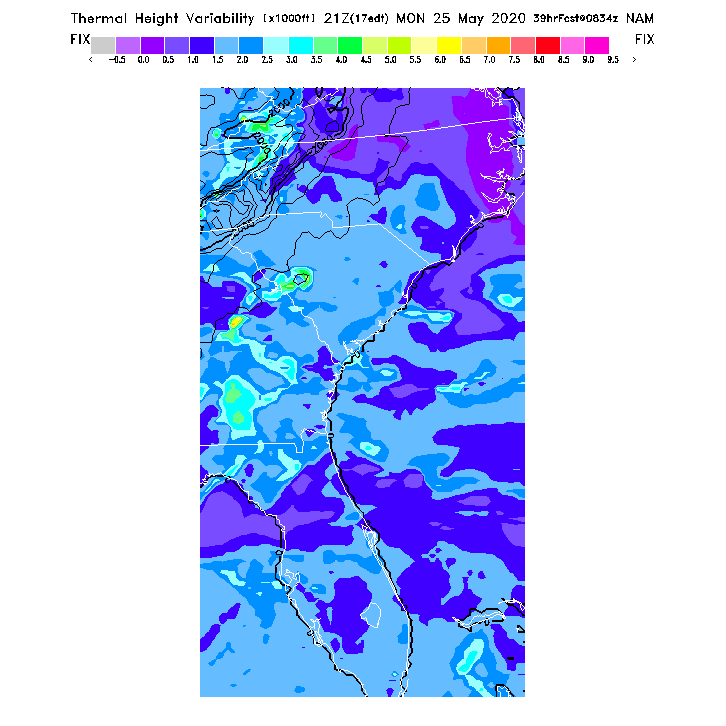 Thermal Height Variability [x1000ft] 21Z(17edt) MON 25 May 2020 39hrFcst@0834z NAM
FIX FIX
< -0.5 0.0 0.5 1.0 1.5 2.0 2.5 3.0 3.5 4.0 4.5 5.0 5.5 6.0 6.5 7.0 7.5 8.0 8.5 9.0 9.5 >
2000